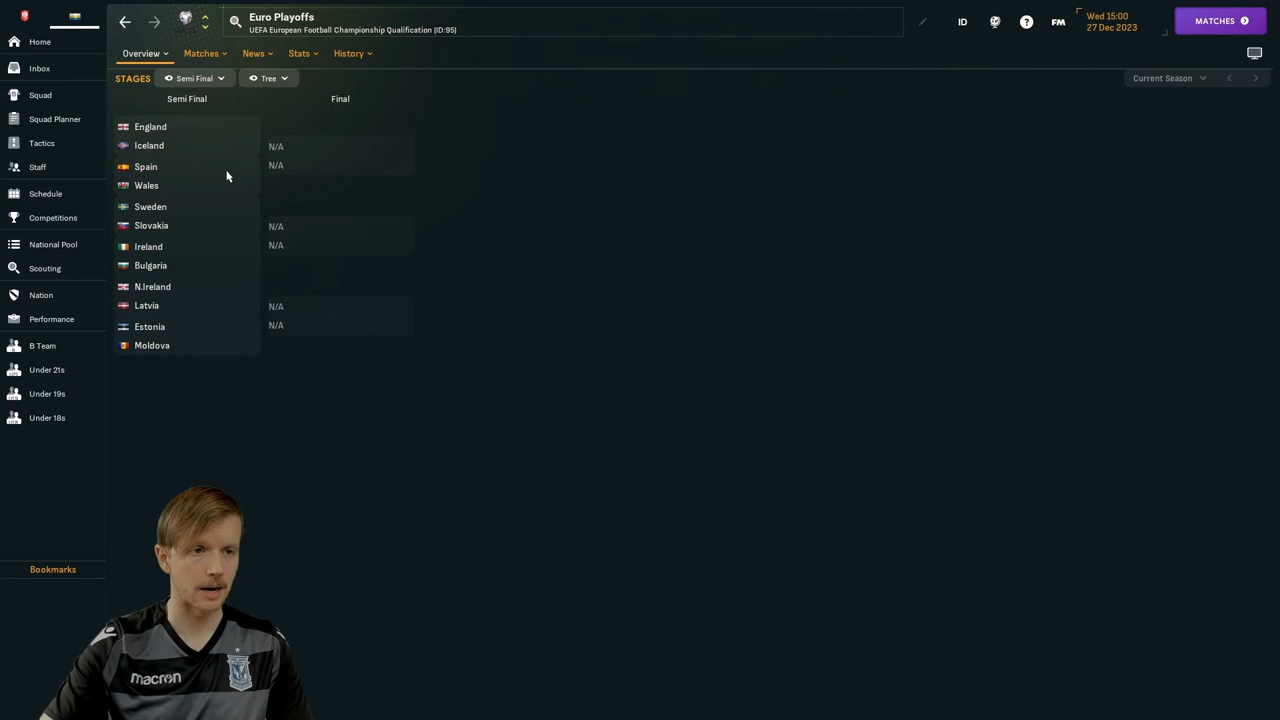 Euro Playoffs
UEFA European Football Championship Qualification (ID:95)
ID
?
FM
Wed 15:00
27 Dec 2023
MATCHES
Home
Inbox
Squad
Squad Planner
Tactics
Staff
Schedule
Competitions
National Pool
Scouting
Nation
Performance
B Team
Under 21s
Under 19s
Under 18s
Bookmarks
Overview
Matches
News
Stats
History
STAGES
Semi Final
Tree
Current Season
Semi Final
Final
England
Iceland
Spain
Wales
Sweden
Slovakia
Ireland
Bulgaria
N.Ireland
Latvia
Estonia
Moldova
N/A
N/A
N/A
N/A
N/A
N/A
macron